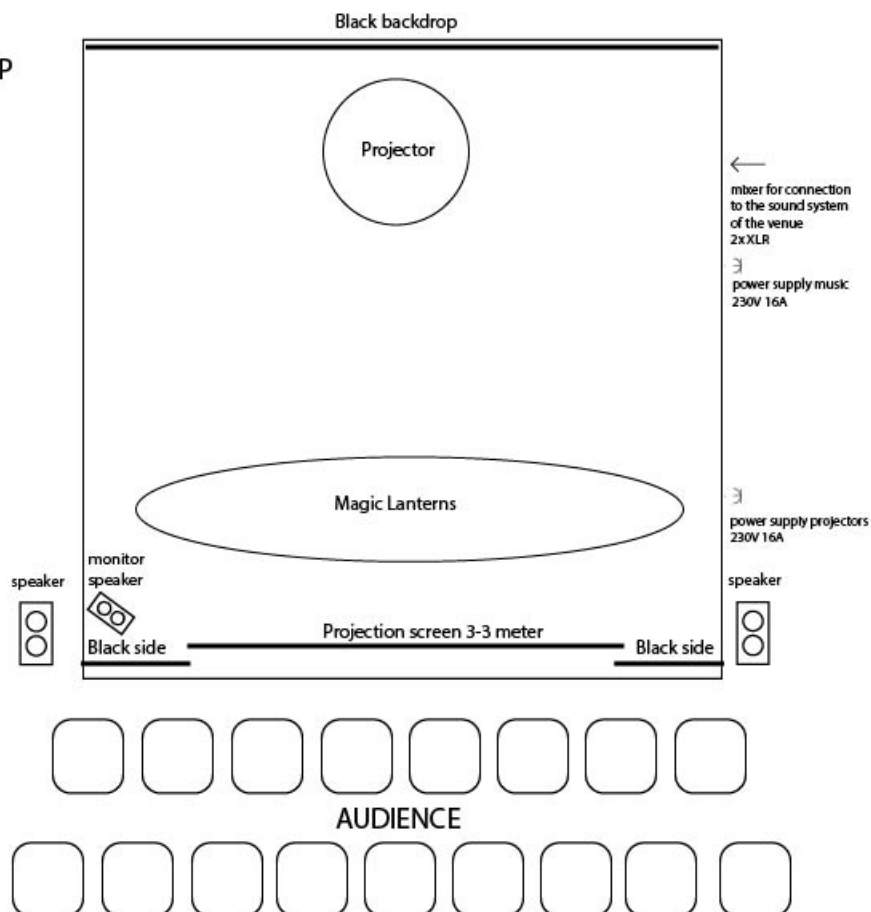 Black backdrop
P
Projector
mixer for connection
to the sound system
of the venue
2xXLR
power supply music
230V 16A
Magic Lanterns
power supply projectors
230V 16A
monitor
speaker
speaker
speaker
Projection screen 3-3 meter
Black side
Black side
AUDIENCE